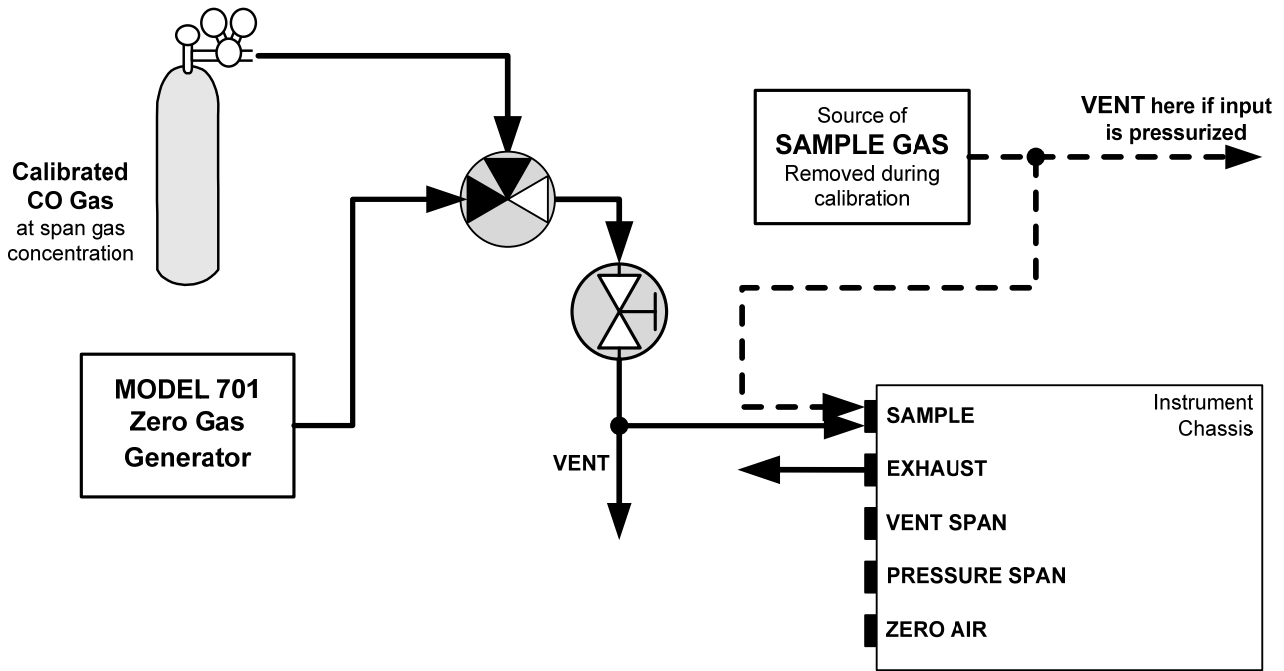 Calibrated
CO Gas
at span gas
concentration
MODEL 701
Zero Gas
Generator
Source of
SAMPLE GAS
Removed during
calibration
VENT here if input
is pressurized
VENT
Instrument
Chassis
SAMPLE
EXHAUST
VENT SPAN
PRESSURE SPAN
ZERO AIR